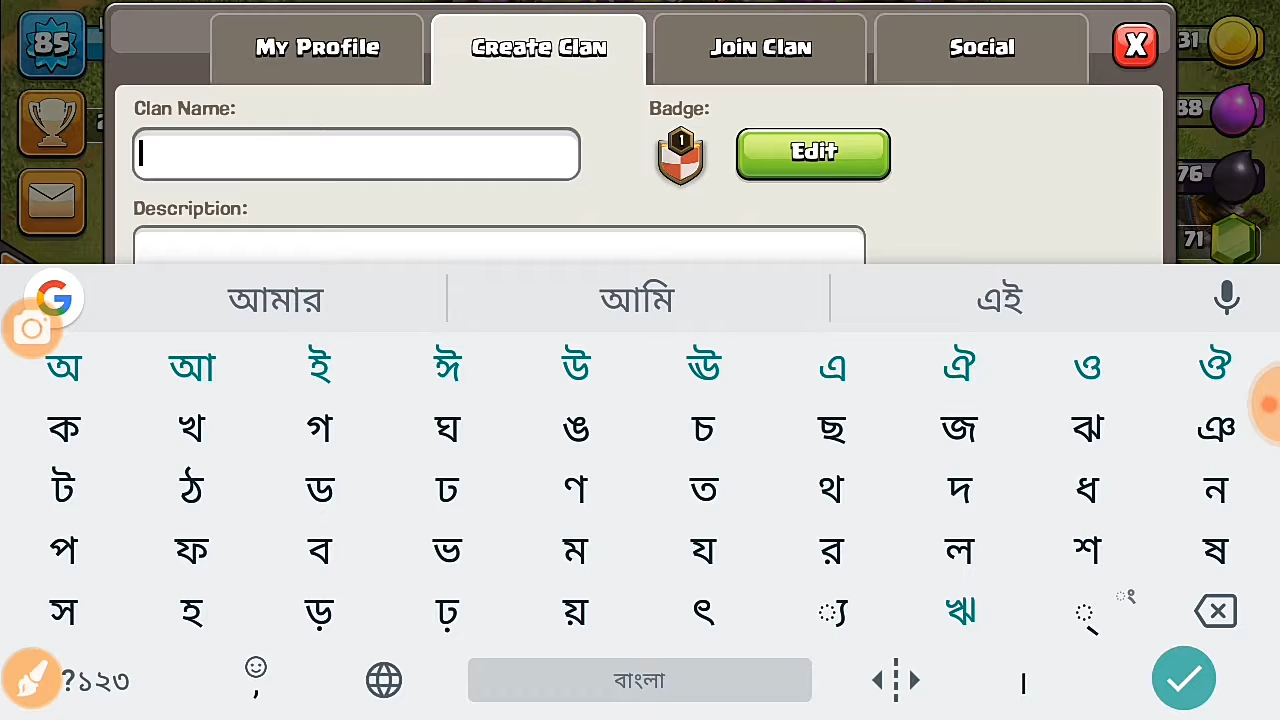 85 My Profile Create Clan Join Clan Social X 31
Clan Name: Badge:
1 Edit 38
Description: 76
71
আমার আমি এই
অ আ ই ঈ উ ঊ এ ঐ ও ঔ
ক খ গ ঘ ঙ চ ছ জ ঝ ঞ
ট ঠ ড ঢ ণ ত থ দ ধ ন
প ফ ব ভ ম য র ল শ ষ
স হ ড় ঢ় য় ৎ ্য ঋ ্ ং
?১২৩ , বাংলা ।